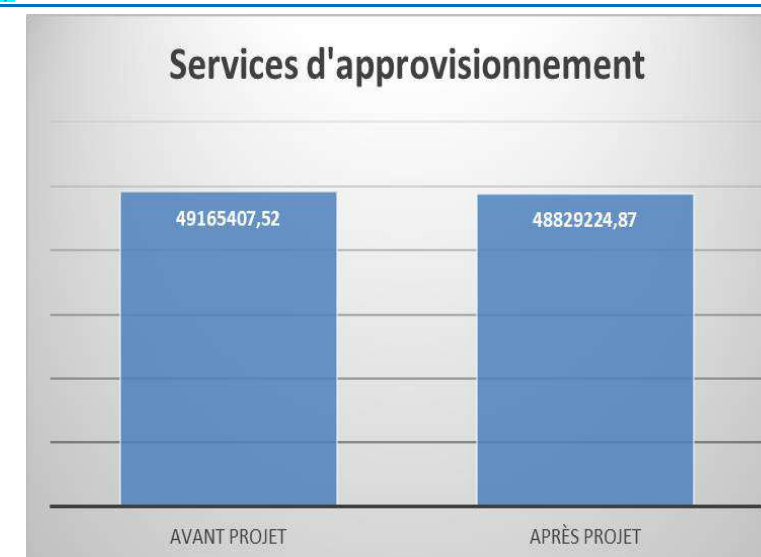 Services d'approvisionnement
49165407,52
48829224,87
AVANT PROJET
APRÈS PROJET